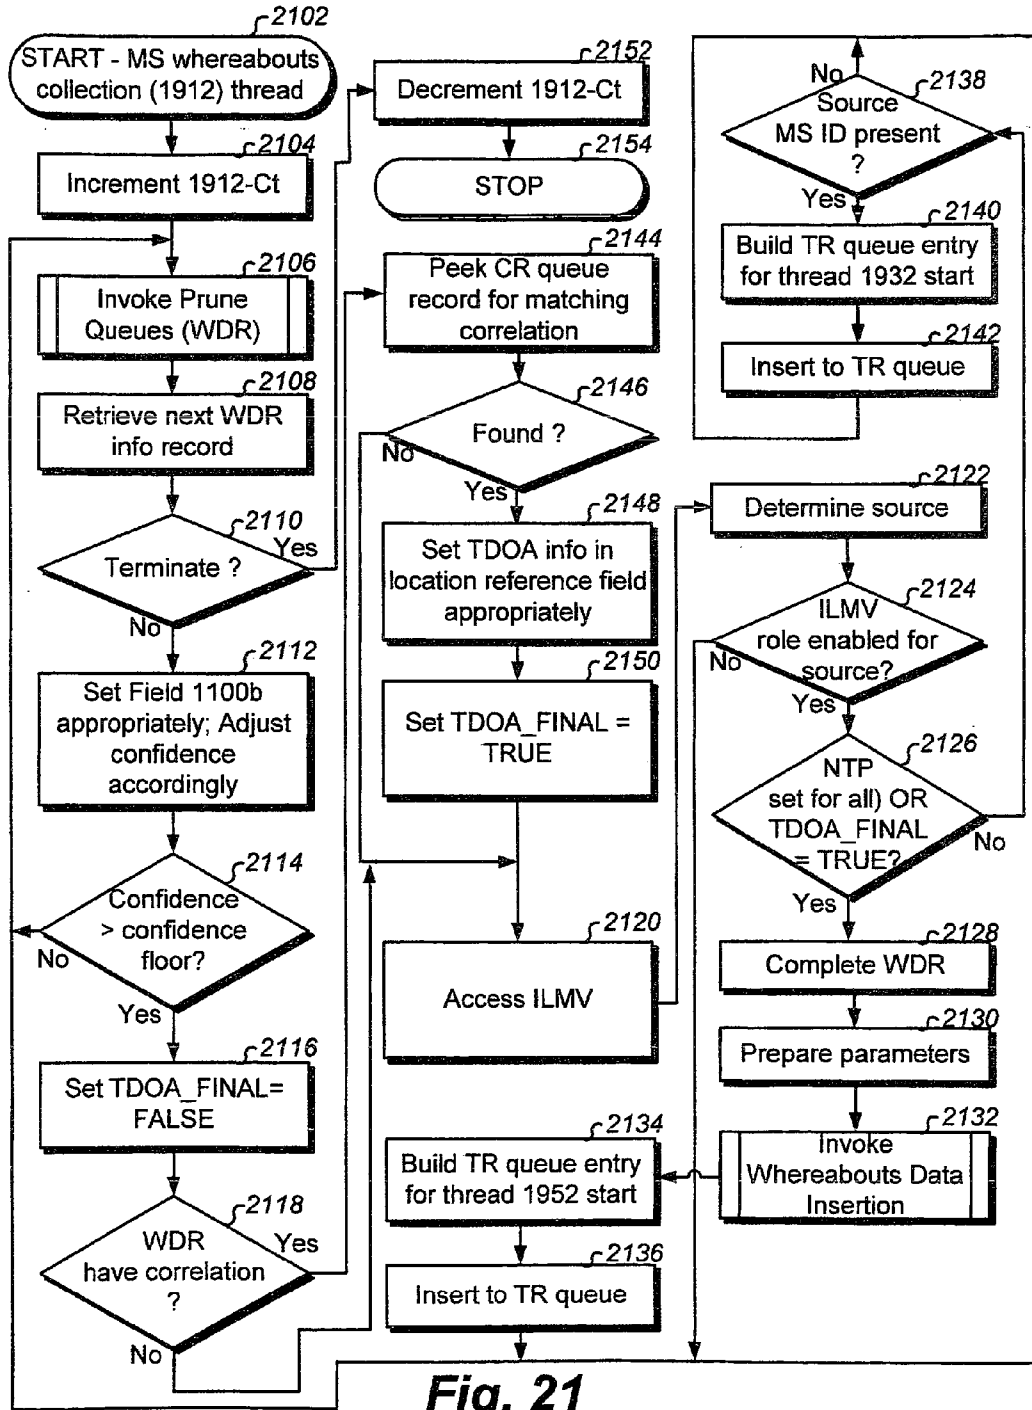 2102
START - MS whereabouts
collection (1912) thread
2104
Increment 1912-Ct
2106
Invoke Prune
Queues (WDR)
2108
Retrieve next WDR
info record
2110
Terminate ?
Yes
No
2112
Set Field 1100b
appropriately; Adjust
confidence
accordingly
2114
Confidence
> confidence
floor?
No
Yes
2116
Set TDOA_FINAL=
FALSE
2118
WDR
have correlation
?
Yes
No
2152
Decrement 1912-Ct
2154
STOP
2144
Peek CR queue
record for matching
correlation
2146
Found ?
No
Yes
2148
Set TDOA info in
location reference field
appropriately
2150
Set TDOA_FINAL =
TRUE
2120
Access ILMV
2134
Build TR queue entry
for thread 1952 start
2136
Insert to TR queue
No
2138
Source
MS ID present
?
Yes
2140
Build TR queue entry
for thread 1932 start
2142
Insert to TR queue
2122
Determine source
2124
ILMV
role enabled for
source?
No
Yes
2126
NTP
set for all) OR
TDOA_FINAL
= TRUE?
No
Yes
2128
Complete WDR
2130
Prepare parameters
2132
Invoke
Whereabouts Data
Insertion
Fig. 21